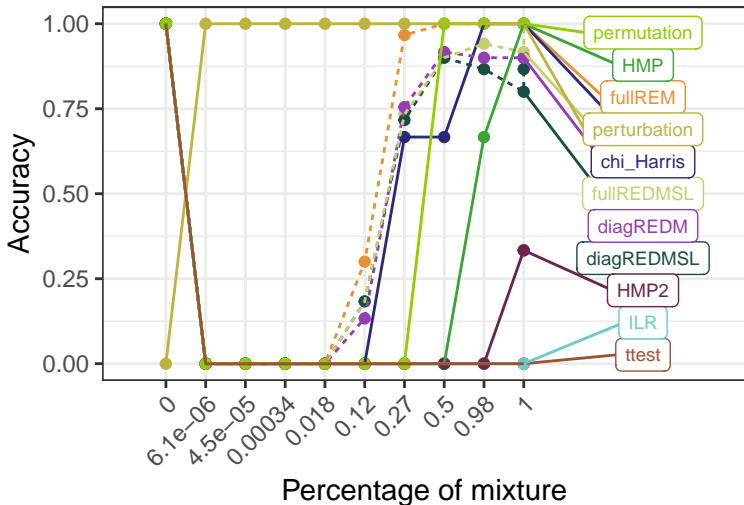 1.00
0.75
0.50
0.25
0.00
Accuracy
permutation
HMP
fullREM
perturbation
chi_Harris
fullREDMSL
diagREDM
diagREDMSL
HMP2
ILR
ttest
0
6.1e−06
4.5e−05
0.00034
0.018
0.12
0.27
0.5
0.98
1
Percentage of mixture